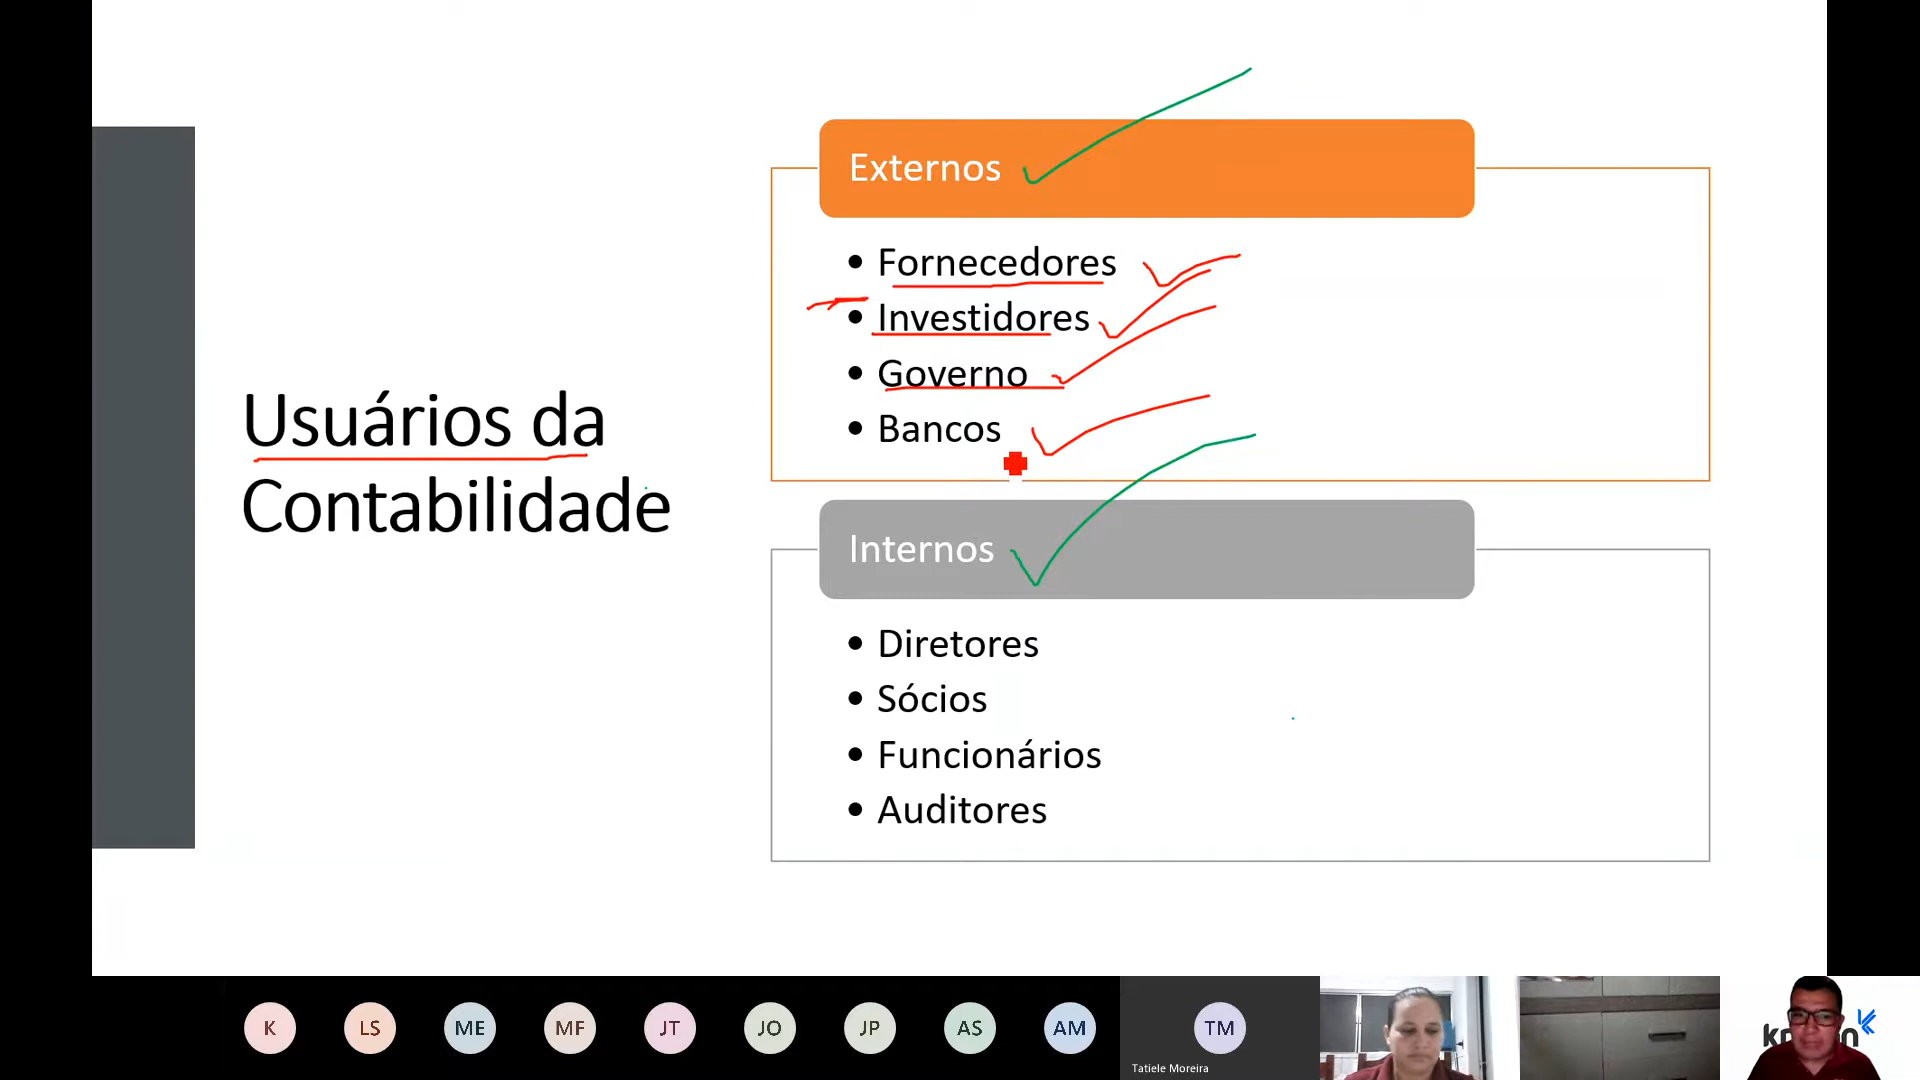 Usuários da
Contabilidade
Externos
• Fornecedores
• Investidores
• Governo
• Bancos
Internos
• Diretores
• Sócios
• Funcionários
• Auditores
K
LS
ME
MF
JT
JO
JP
AS
AM
TM
Tatiele Moreira